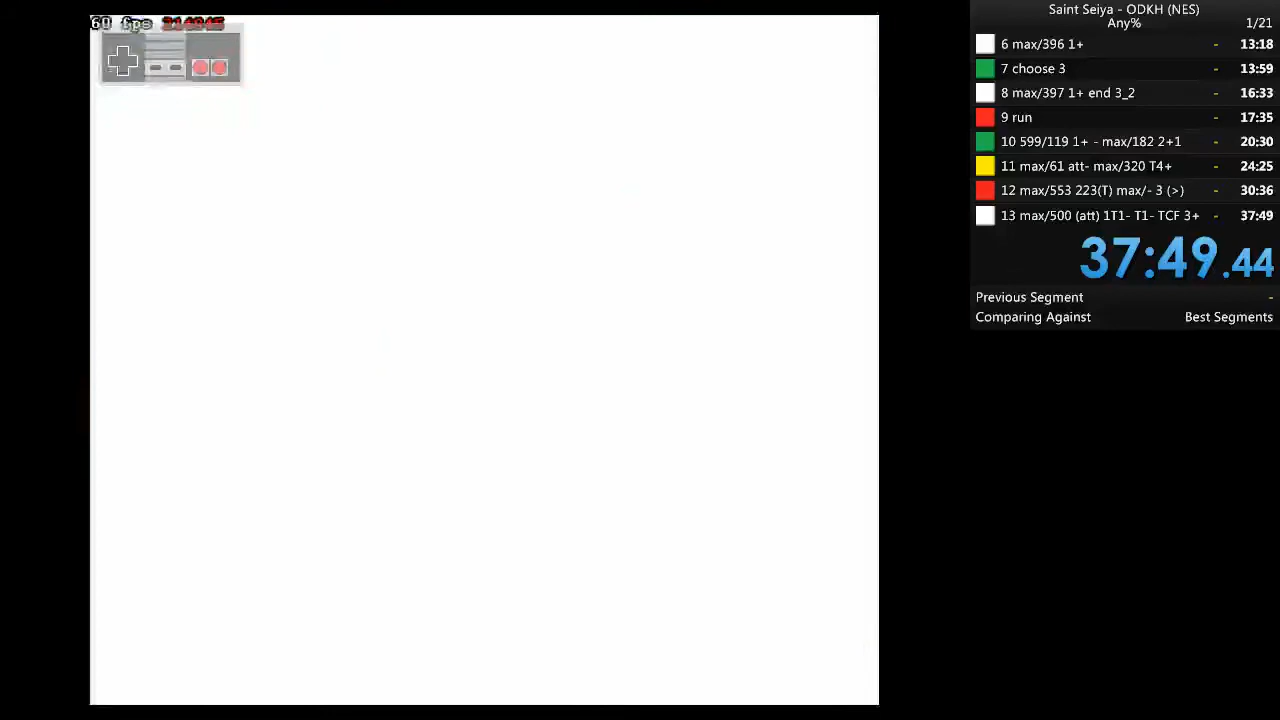 60 fps
Saint Seiya - ODKH (NES)
Any% 1/21
6 max/396 1+ - 13:18
7 choose 3 - 13:59
8 max/397 1+ end 3_2 - 16:33
9 run - 17:35
10 599/119 1+ - max/182 2+1 - 20:30
11 max/61 att- max/320 T4+ - 24:25
12 max/553 223(T) max/- 3 (>) - 30:36
13 max/500 (att) 1T1- T1- TCF 3+ - 37:49
37:49.44
Previous Segment -
Comparing Against Best Segments